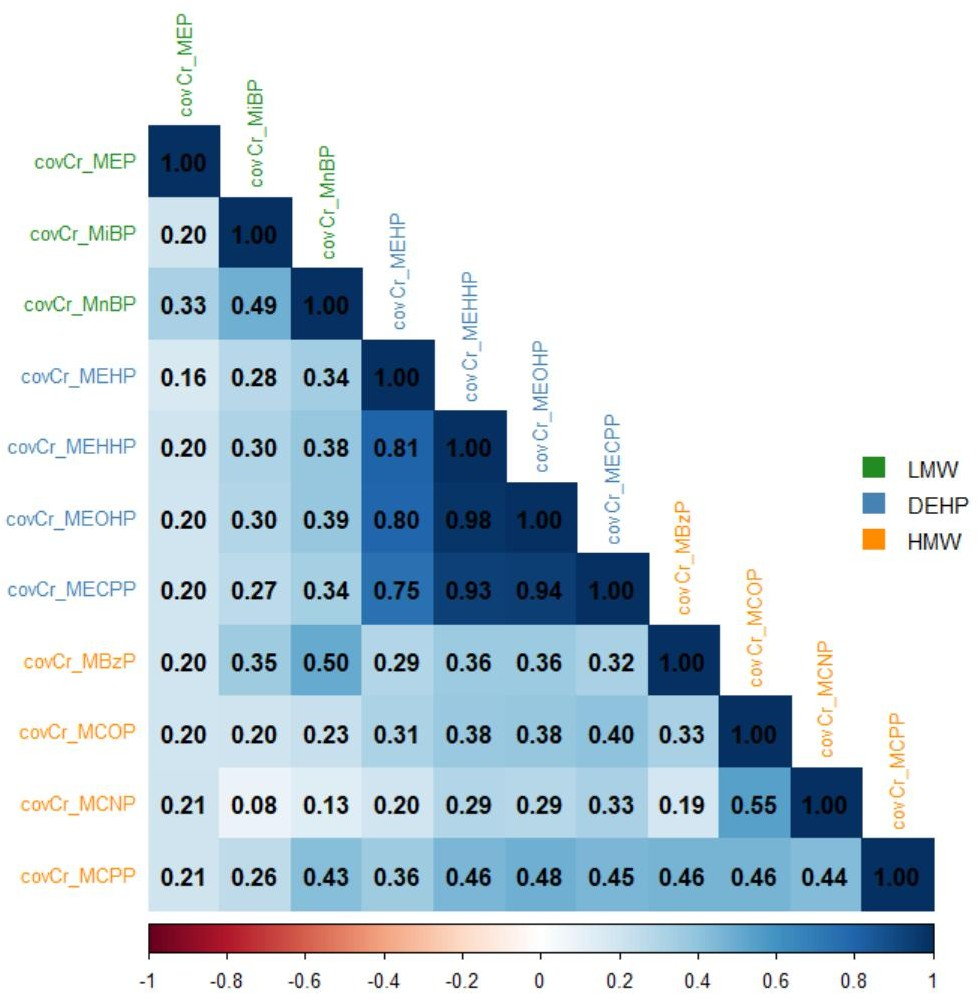 covCr_MEP
covCr_MiBP
covCr_MnBP
covCr_MEHP
covCr_MEHHP
covCr_MEOHP
covCr_MECPP
covCr_MBzP
covCr_MCOP
covCr_MCNP
covCr_MCPP
covCr_MEP 1.00
covCr_MiBP 0.20 1.00
covCr_MnBP 0.33 0.49 1.00
covCr_MEHP 0.16 0.28 0.34 1.00
covCr_MEHHP 0.20 0.30 0.38 0.81 1.00
covCr_MEOHP 0.20 0.30 0.39 0.80 0.98 1.00
covCr_MECPP 0.20 0.27 0.34 0.75 0.93 0.94 1.00
covCr_MBzP 0.20 0.35 0.50 0.29 0.36 0.36 0.32 1.00
covCr_MCOP 0.20 0.20 0.23 0.31 0.38 0.38 0.40 0.33 1.00
covCr_MCNP 0.21 0.08 0.13 0.20 0.29 0.29 0.33 0.19 0.55 1.00
covCr_MCPP 0.21 0.26 0.43 0.36 0.46 0.48 0.45 0.46 0.46 0.44 1.00
LMW
DEHP
HMW
-1 -0.8 -0.6 -0.4 -0.2 0 0.2 0.4 0.6 0.8 1